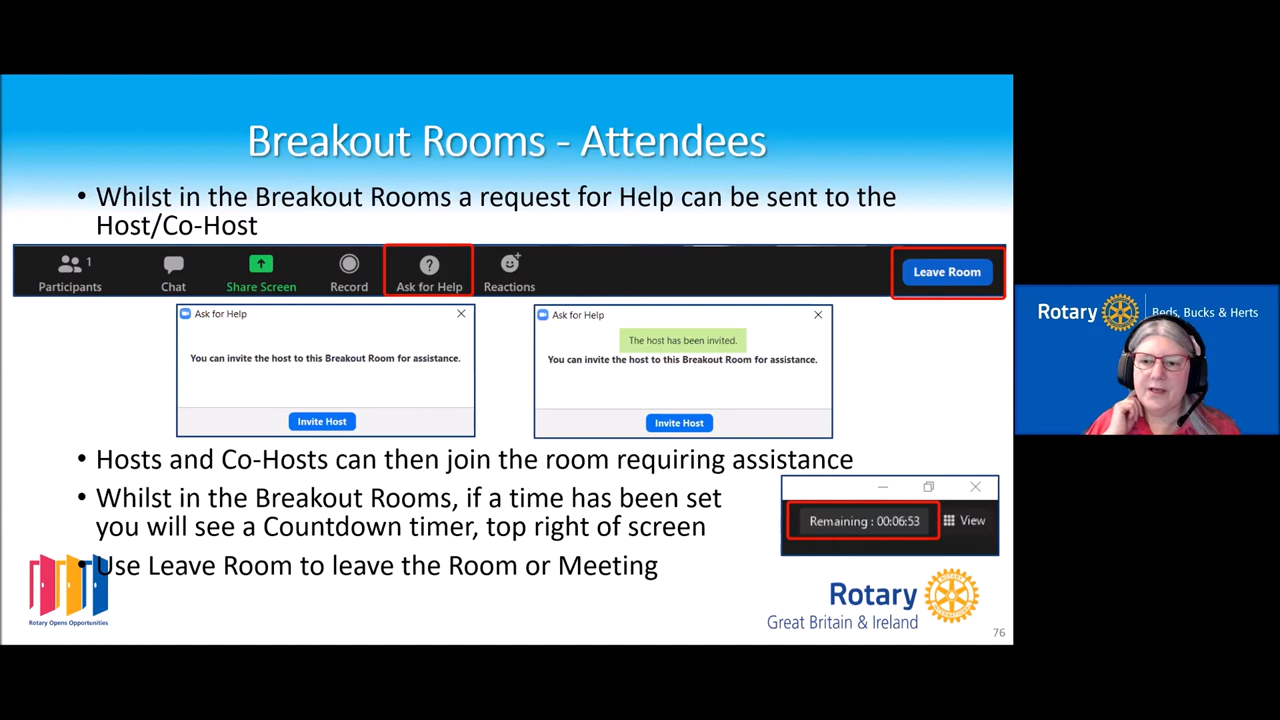 Breakout Rooms - Attendees
• Whilst in the Breakout Rooms a request for Help can be sent to the
Host/Co-Host
Participants 1
Chat
Share Screen
Record
Ask for Help
Reactions
Leave Room
Ask for Help
You can invite the host to this Breakout Room for assistance.
Invite Host
Ask for Help
The host has been invited.
You can invite the host to this Breakout Room for assistance.
Invite Host
Rotary
Beds, Bucks & Herts
• Hosts and Co-Hosts can then join the room requiring assistance
• Whilst in the Breakout Rooms, if a time has been set
you will see a Countdown timer, top right of screen
Remaining : 00:06:53
View
• Use Leave Room to leave the Room or Meeting
Rotary Opens Opportunities
Rotary
Great Britain & Ireland
76